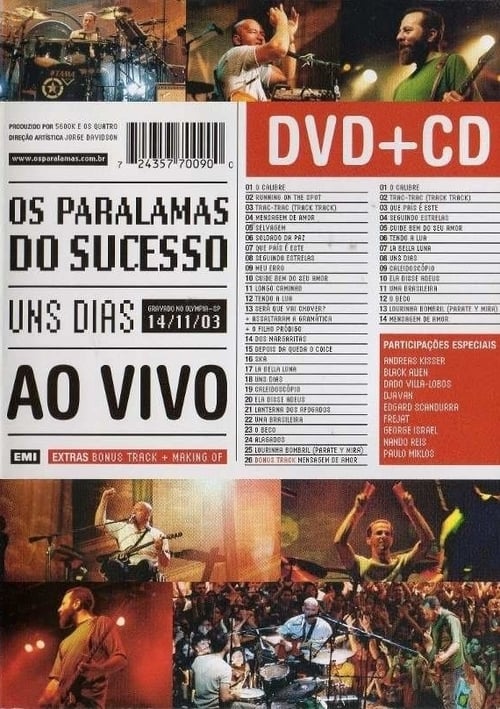 TAMA
PRODUZIDO POR 5600K E OS QUATRO
DIREÇÃO ARTÍSTICA JORGE DAVIDSON
www.osparalamas.com.br
7 24357 70090 0
DVD+CD
OS PARALAMAS
DO SUCESSO
UNS DIAS
GRAVADO NO OLYMPIA-SP
14/11/03
AO VIVO
EMI
EXTRAS BONUS TRACK + MAKING OF
01 O CALIBRE
02 RUNNING ON THE SPOT
03 TRAC-TRAC (TRACK TRACK)
04 MENSAGEM DE AMOR
05 SELVAGEM
06 SOLDADO DA PAZ
07 QUE PAÍS É ESTE
08 SEGUINDO ESTRELAS
09 MEU ERRO
10 CUIDE BEM DO SEU AMOR
11 LONGO CAMINHO
12 TENDO A LUA
13 SERÁ QUE VAI CHOVER?
+ ASSALTARAM A GRAMÁTICA
+ O FILHO PRÓDIGO
14 DOS MARGARITAS
15 DEPOIS DA QUEDA O COICE
16 SKA
17 LA BELLA LUNA
18 UNS DIAS
19 CALEIDOSCÓPIO
20 ELA DISSE ADEUS
21 LANTERNA DOS AFOGADOS
22 UMA BRASILEIRA
23 O BECO
24 ALAGADOS
25 LOURINHA BOMBRIL (PARATE Y MIRA)
26 BONUS TRACK MENSAGEM DE AMOR
01 O CALIBRE
02 TRAC-TRAC (TRACK TRACK)
03 QUE PAÍS É ESTE
04 SEGUINDO ESTRELAS
05 CUIDE BEM DO SEU AMOR
06 TENDO A LUA
07 LA BELLA LUNA
08 UNS DIAS
09 CALEIDOSCÓPIO
10 ELA DISSE ADEUS
11 UMA BRASILEIRA
12 O BECO
13 LOURINHA BOMBRIL (PARATE Y MIRA)
14 MENSAGEM DE AMOR
PARTICIPAÇÕES ESPECIAIS
ANDREAS KISSER
BLACK ALIEN
DADO VILLA-LOBOS
DJAVAN
EDGARD SCANDURRA
FREJAT
GEORGE ISRAEL
NANDO REIS
PAULO MIKLOS